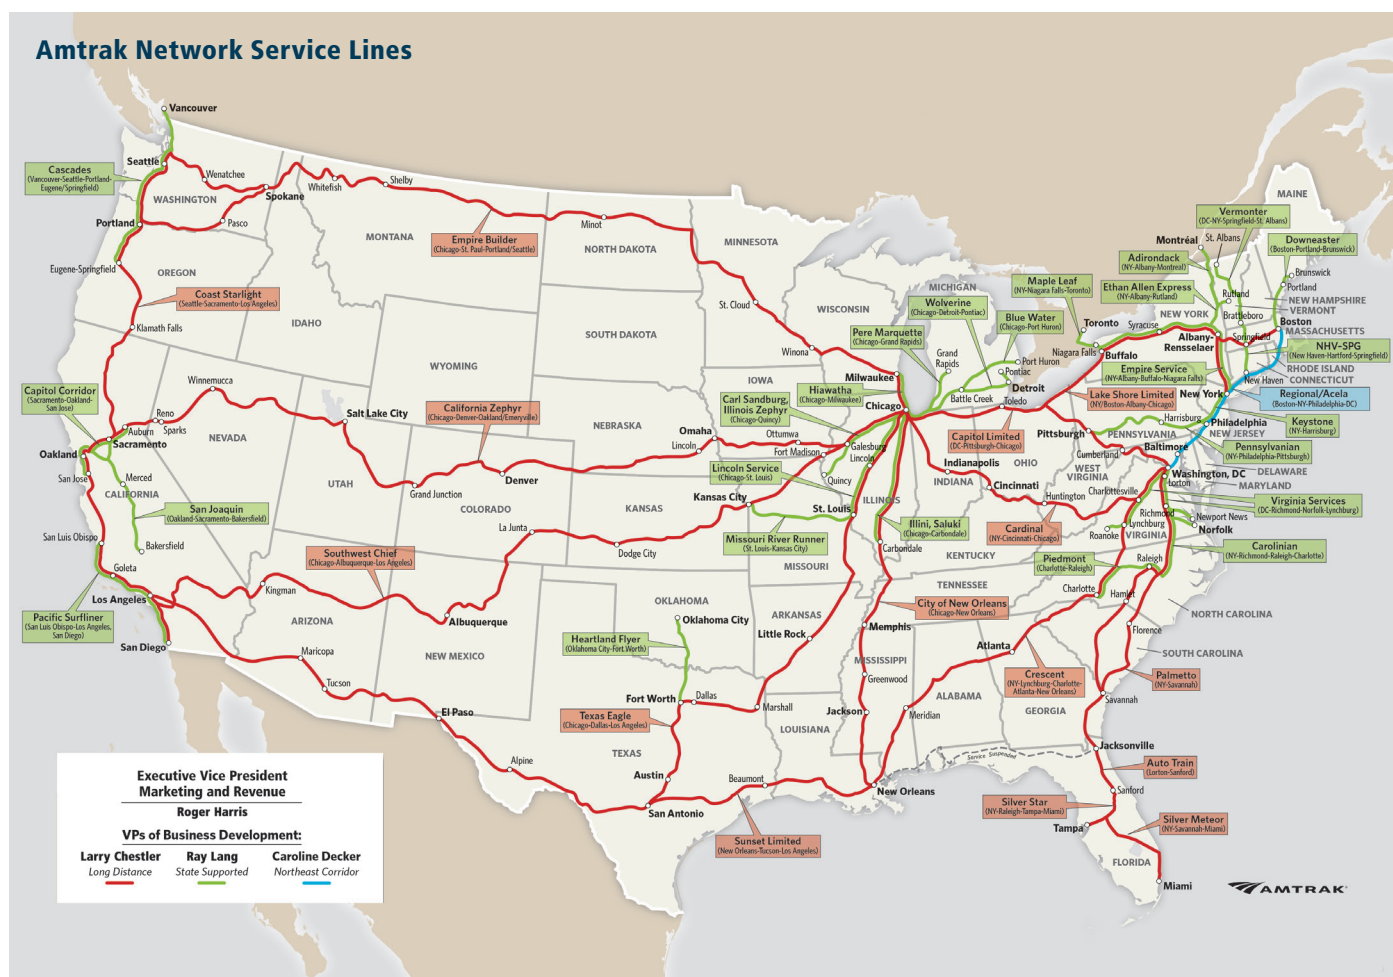 Amtrak Network Service Lines
Vancouver
Seattle
Cascades
(Vancouver-Seattle-Portland-
Eugene/Springfield)
Wenatchee
WASHINGTON
Spokane
Whitefish
Shelby
Portland
Pasco
MONTANA
Empire Builder
(Chicago-St. Paul-Portland/Seattle)
Minot
NORTH DAKOTA
MINNESOTA
Eugene-Springfield
OREGON
Coast Starlight
(Seattle-Sacramento-Los Angeles)
Klamath Falls
IDAHO
WYOMING
SOUTH DAKOTA
St. Cloud
Winona
WISCONSIN
MICHIGAN
Wolverine
(Chicago-Detroit-Pontiac)
Blue Water
(Chicago-Port Huron)
Pere Marquette
(Chicago-Grand Rapids)
Grand
Rapids
Port Huron
Pontiac
Detroit
Battle Creek
Toledo
Maple Leaf
(NY-Niagara Falls-Toronto)
Toronto
Niagara Falls
Buffalo
Syracuse
NEW YORK
Montréal
St. Albans
Vermonter
(DC-NY-Springfield-St. Albans)
Adirondack
(NY-Albany-Montreal)
Ethan Allen Express
(NY-Albany-Rutland)
Rutland
Brattleboro
Springfield
Albany-
Rensselaer
MAINE
Downeaster
(Boston-Portland-Brunswick)
Brunswick
Portland
NEW HAMPSHIRE
VERMONT
Boston
MASSACHUSETTS
NHV-SPG
(New Haven-Hartford-Springfield)
RHODE ISLAND
CONNECTICUT
New Haven
Empire Service
(NY-Albany-Buffalo-Niagara Falls)
Lake Shore Limited
(NY/Boston-Albany-Chicago)
New York
Regional/Acela
(Boston-NY-Philadelphia-DC)
Keystone
(NY-Harrisburg)
Harrisburg
Philadelphia
NEW JERSEY
Pennsylvanian
(NY-Philadelphia-Pittsburgh)
Pittsburgh
PENNSYLVANIA
Baltimore
Cumberland
DELAWARE
MARYLAND
Washington, DC
Lorton
Virginia Services
(DC-Richmond-Norfolk-Lynchburg)
Charlottesville
Richmond
Newport News
Norfolk
Lynchburg
Roanoke
VIRGINIA
WEST
VIRGINIA
Carolinian
(NY-Richmond-Raleigh-Charlotte)
Capitol Corridor
(Sacramento-Oakland-
San Jose)
Winnemucca
Reno
Sparks
Auburn
Sacramento
Oakland
San Jose
Merced
CALIFORNIA
NEVADA
Salt Lake City
UTAH
California Zephyr
(Chicago-Denver-Oakland/Emeryville)
Grand Junction
Denver
COLORADO
NEBRASKA
Lincoln
Omaha
IOWA
Ottumwa
Fort Madison
Hiawatha
(Chicago-Milwaukee)
Milwaukee
Chicago
Carl Sandburg,
Illinois Zephyr
(Chicago-Quincy)
Galesburg
Lincoln
Quincy
Lincoln Service
(Chicago-St. Louis)
ILLINOIS
INDIANA
Indianapolis
OHIO
Cincinnati
Capitol Limited
(DC-Pittsburgh-Chicago)
Huntington
Cardinal
(NY-Cincinnati-Chicago)
San Joaquin
(Oakland-Sacramento-Bakersfield)
San Luis Obispo
Bakersfield
Goleta
Los Angeles
Pacific Surfliner
(San Luis Obispo-Los Angeles,
San Diego)
San Diego
Southwest Chief
(Chicago-Albuquerque-Los Angeles)
Kingman
ARIZONA
Maricopa
Tucson
La Junta
Albuquerque
NEW MEXICO
KANSAS
Dodge City
Kansas City
Missouri River Runner
(St. Louis-Kansas City)
MISSOURI
St. Louis
Illini, Saluki
(Chicago-Carbondale)
Carbondale
KENTUCKY
TENNESSEE
Piedmont
(Charlotte-Raleigh)
Raleigh
Charlotte
Hamlet
NORTH CAROLINA
OKLAHOMA
Oklahoma City
Heartland Flyer
(Oklahoma City-Fort Worth)
ARKANSAS
Little Rock
City of New Orleans
(Chicago-New Orleans)
Memphis
MISSISSIPPI
Greenwood
Jackson
Atlanta
ALABAMA
Meridian
GEORGIA
Crescent
(NY-Lynchburg-Charlotte-
Atlanta-New Orleans)
Florence
SOUTH CAROLINA
Palmetto
(NY-Savannah)
Savannah
El Paso
Alpine
Fort Worth
Dallas
Marshall
Texas Eagle
(Chicago-Dallas-Los Angeles)
TEXAS
LOUISIANA
Austin
Beaumont
San Antonio
Sunset Limited
(New Orleans-Tucson-Los Angeles)
New Orleans
Service Suspended
Jacksonville
Auto Train
(Lorton-Sanford)
Sanford
Silver Star
(NY-Raleigh-Tampa-Miami)
Tampa
Silver Meteor
(NY-Savannah-Miami)
FLORIDA
Miami
Executive Vice President
Marketing and Revenue
Roger Harris
VPs of Business Development:
Larry Chestler Ray Lang Caroline Decker
Long Distance State Supported Northeast Corridor
AMTRAK